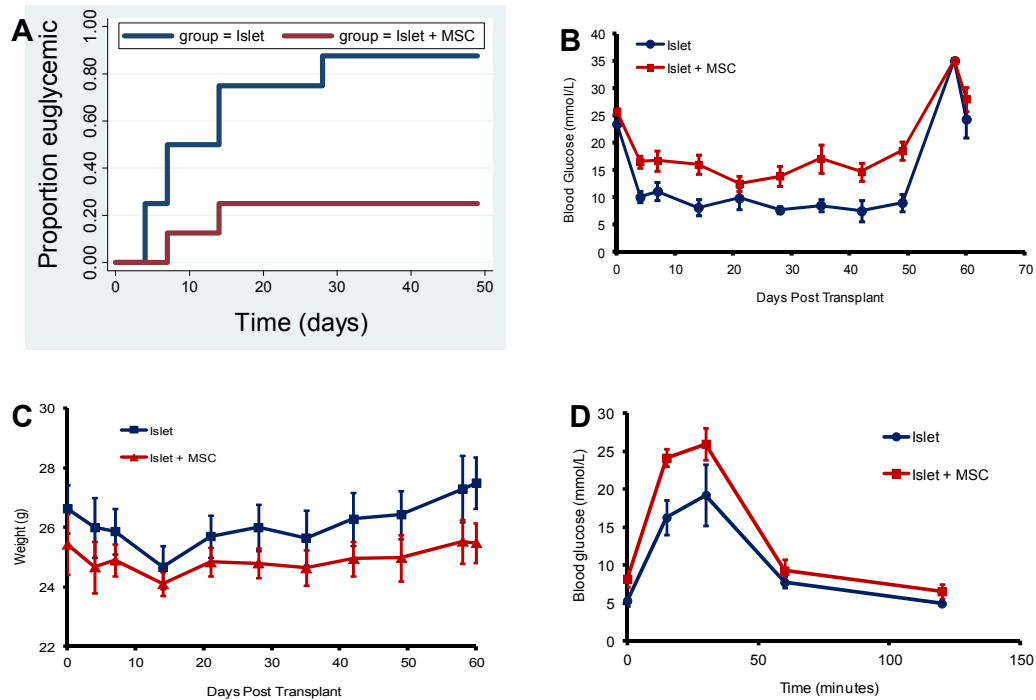 A
group = Islet
group = Islet + MSC
Proportion euglycemic
1.00
0.80
0.60
0.40
0.20
0.00
0 10 20 30 40 50
Time (days)
B
Islet
Islet + MSC
Blood Glucose (mmol/L)
40
35
30
25
20
15
10
5
0
0 10 20 30 40 50 60 70
Days Post Transplant
C
Islet
Islet + MSC
Weight (g)
30
28
26
24
22
0 10 20 30 40 50 60
Days Post Transplant
D
Islet
Islet + MSC
Blood glucose (mmol/L)
30
25
20
15
10
5
0
0 50 100 150
Time (minutes)